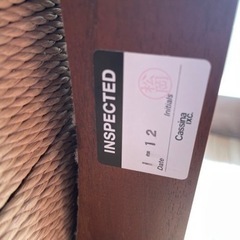 INSPECTED
Initials
1 12
Date
Cassina
IXC.